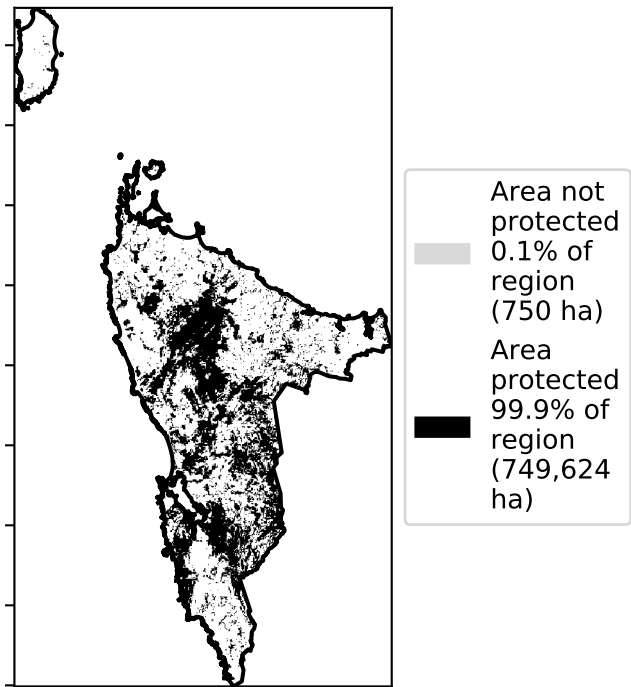 Area not
protected
0.1% of
region
(750 ha)
Area
protected
99.9% of
region
(749,624
ha)